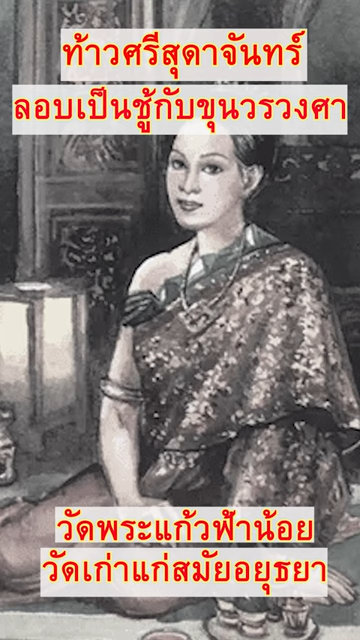 ท้าวศรีสุดาจันทร์
ลอบเป็นชู้กับขุนวรวงศา
วัดพระแก้วฟ้าน้อย
วัดเก่าแก่สมัยอยุธยา